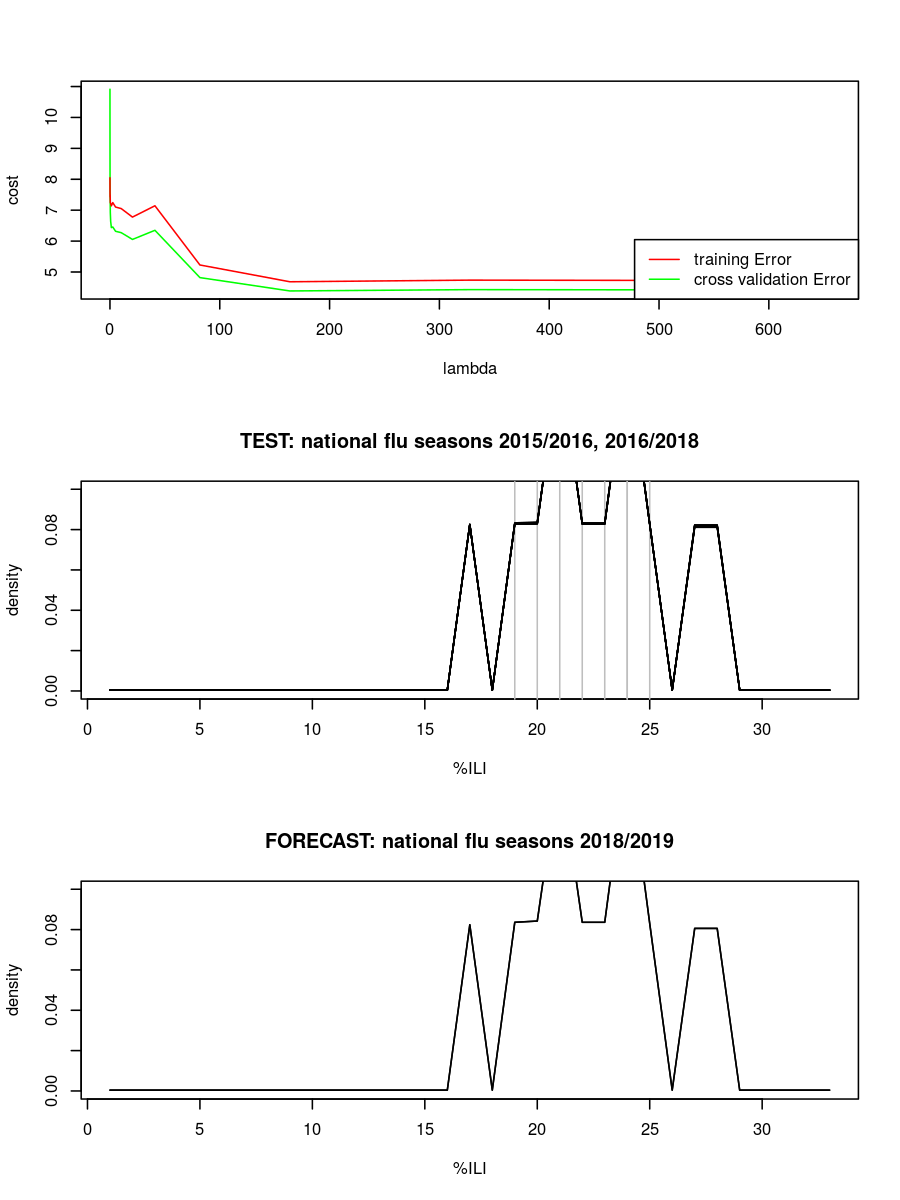 cost
10
9
8
7
6
5
training Error
cross validation Error
0 100 200 300 400 500 600
lambda
TEST: national flu seasons 2015/2016, 2016/2018
density
0.08
0.04
0.00
0 5 10 15 20 25 30
%ILI
FORECAST: national flu seasons 2018/2019
density
0.08
0.04
0.00
0 5 10 15 20 25 30
%ILI